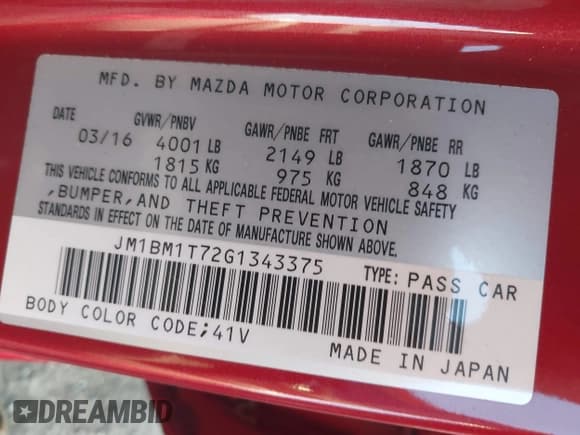 MFD. BY MAZDA MOTOR CORPORATION
DATE GVWR/PNBV GAWR/PNBE FRT GAWR/PNBE RR
03/16 4001 LB 2149 LB 1870 LB
1815 KG 975 KG 848 KG
THIS VEHICLE CONFORMS TO ALL APPLICABLE FEDERAL MOTOR VEHICLE SAFETY
,BUMPER,AND THEFT PREVENTION
STANDARDS IN EFFECT ON THE DATE OF MANUFACTURE SHOWN ABOVE.
JM1BM1T72G1343375 TYPE: PASS CAR
BODY COLOR CODE;41V
MADE IN JAPAN
DREAMBID